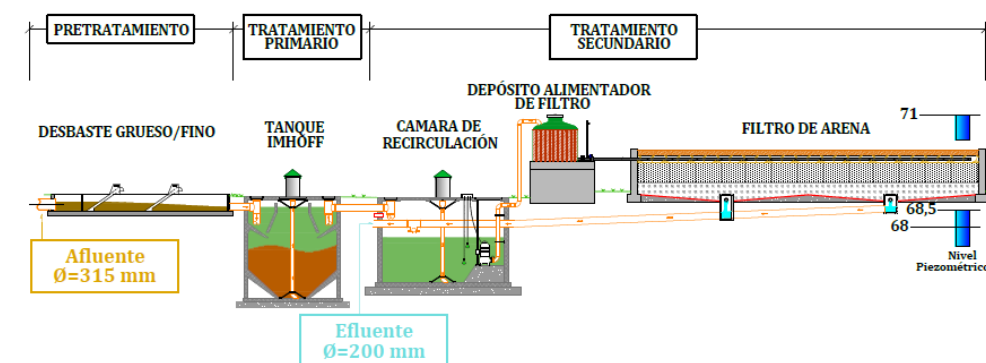 PRETRATAMIENTO
TRATAMIENTO
PRIMARIO
TRATAMIENTO
SECUNDARIO
DESBASTE GRUESO/FINO
TANQUE
IMHOFF
CAMARA DE
RECIRCULACIÓN
DEPÓSITO ALIMENTADOR
DE FILTRO
FILTRO DE ARENA
71
68,5
68
Nivel
Piezométrico
Afluente
Ø=315 mm
Efluente
Ø=200 mm